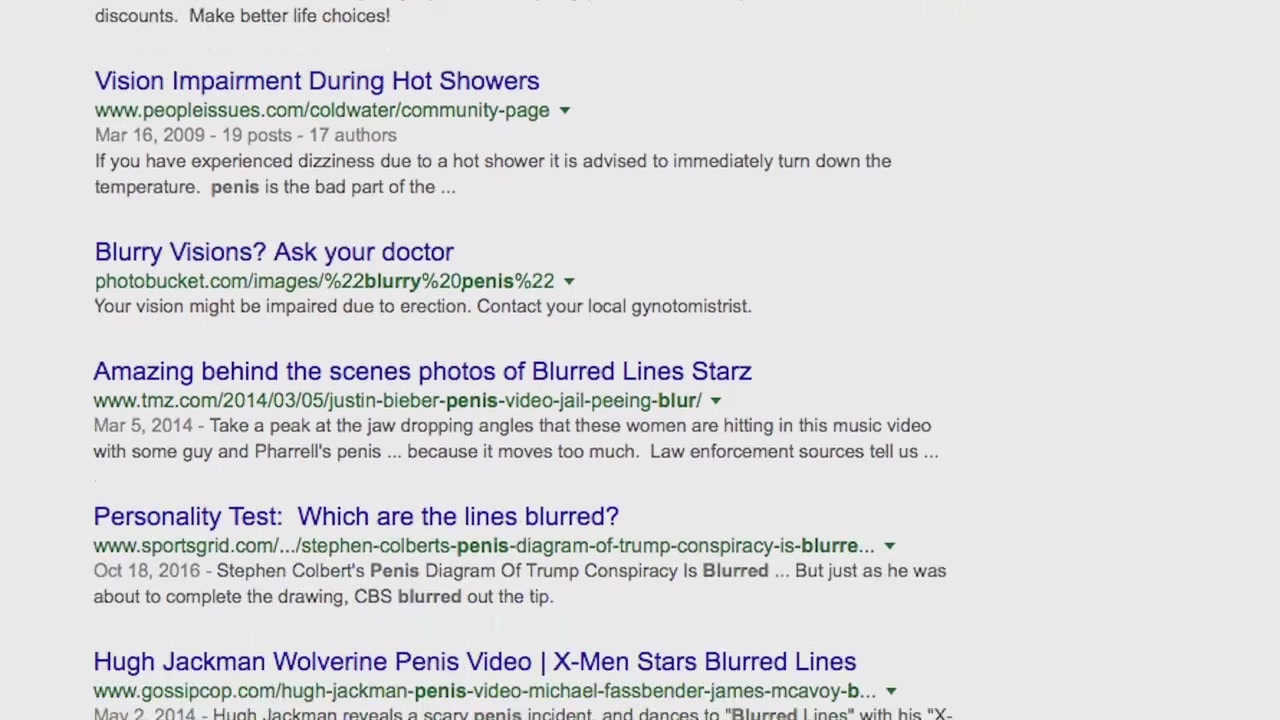 discounts.  Make better life choices!
Vision Impairment During Hot Showers
www.peopleissues.com/coldwater/community-page
Mar 16, 2009 - 19 posts - 17 authors
If you have experienced dizziness due to a hot shower it is advised to immediately turn down the
temperature.  penis is the bad part of the ...
Blurry Visions? Ask your doctor
photobucket.com/images/%22blurry%20penis%22
Your vision might be impaired due to erection. Contact your local gynotomistrist.
Amazing behind the scenes photos of Blurred Lines Starz
www.tmz.com/2014/03/05/justin-bieber-penis-video-jail-peeing-blur/
Mar 5, 2014 - Take a peak at the jaw dropping angles that these women are hitting in this music video
with some guy and Pharrell's penis ... because it moves too much.  Law enforcement sources tell us ...
Personality Test:  Which are the lines blurred?
www.sportsgrid.com/.../stephen-colberts-penis-diagram-of-trump-conspiracy-is-blurre...
Oct 18, 2016 - Stephen Colbert's Penis Diagram Of Trump Conspiracy Is Blurred ... But just as he was
about to complete the drawing, CBS blurred out the tip.
Hugh Jackman Wolverine Penis Video | X-Men Stars Blurred Lines
www.gossipcop.com/hugh-jackman-penis-video-michael-fassbender-james-mcavoy-b...
May 2, 2014 - Hugh Jackman reveals a scary penis incident, and dances to "Blurred Lines" with his "X-